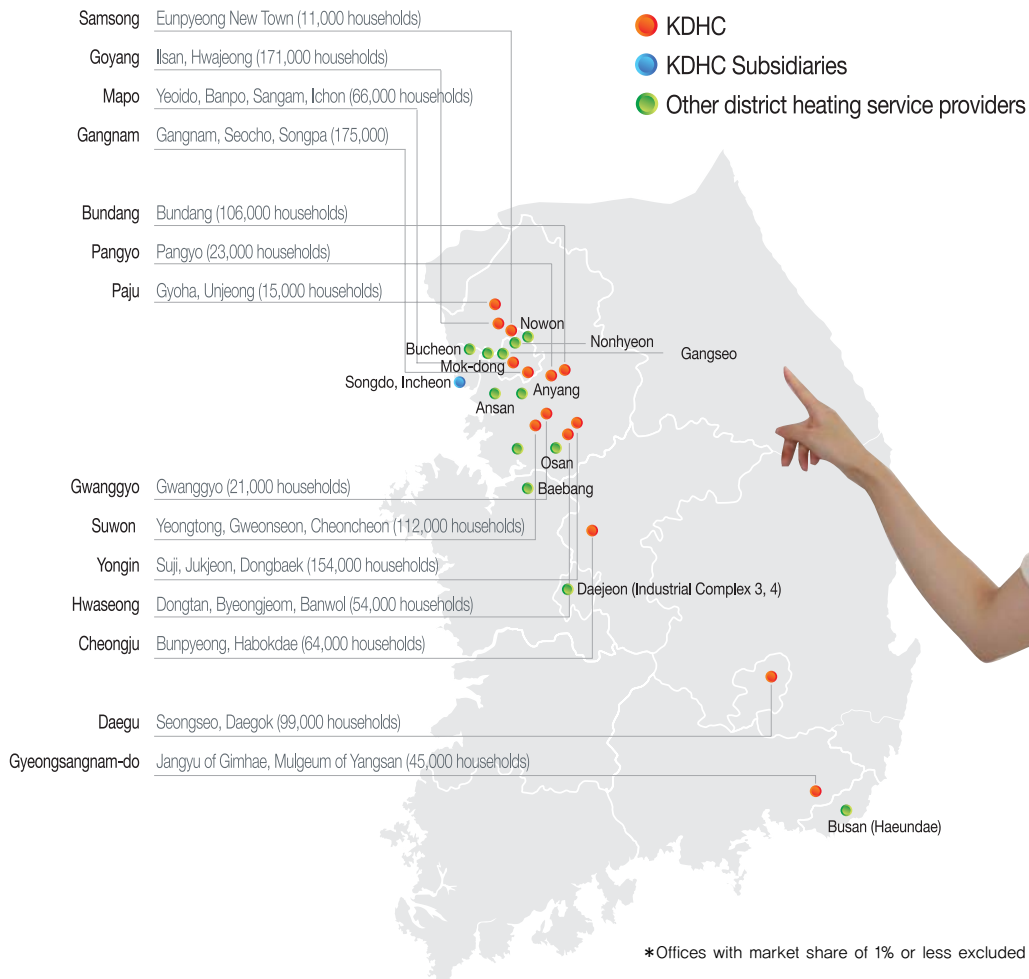 Samsong Eunpyeong New Town (11,000 households)
Goyang Ilsan, Hwajeong (171,000 households)
Mapo Yeoido, Banpo, Sangam, Ichon (66,000 households)
Gangnam Gangnam, Seocho, Songpa (175,000)
Bundang Bundang (106,000 households)
Pangyo Pangyo (23,000 households)
Paju Gyoha, Unjeong (15,000 households)
KDHC
KDHC Subsidiaries
Other district heating service providers
Nowon
Nonhyeon
Gangseo
Bucheon
Mok-dong
Songdo, Incheon
Anyang
Ansan
Osan
Baebang
Gwanggyo Gwanggyo (21,000 households)
Suwon Yeongtong, Gweonseon, Cheoncheon (112,000 households)
Yongin Suji, Jukjeon, Dongbaek (154,000 households)
Hwaseong Dongtan, Byeongjeom, Banwol (54,000 households)
Cheongju Bunpyeong, Habokdae (64,000 households)
Daejeon (Industrial Complex 3, 4)
Daegu Seongseo, Daegok (99,000 households)
Gyeongsangnam-do Jangyu of Gimhae, Mulgeum of Yangsan (45,000 households)
Busan (Haeundae)
*Offices with market share of 1% or less excluded